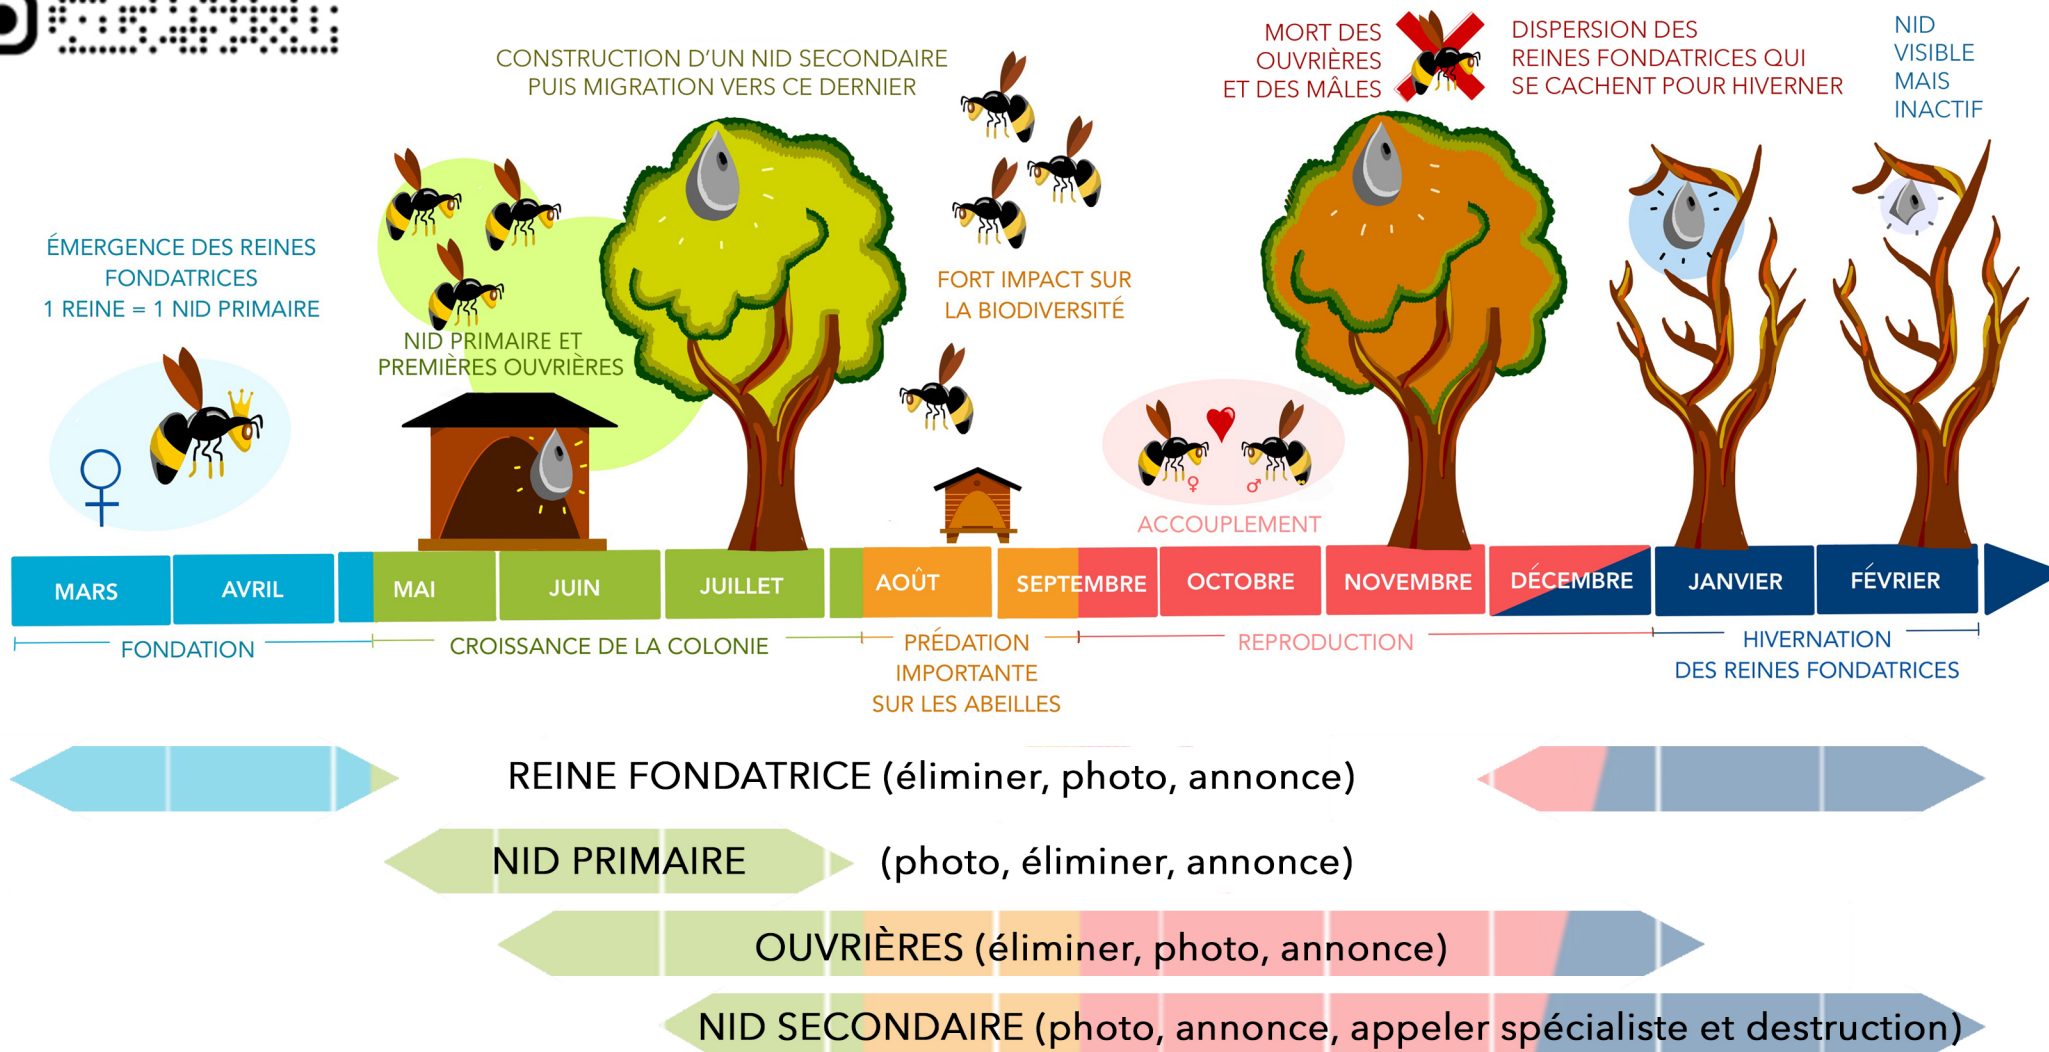 CONSTRUCTION D'UN NID SECONDAIRE
PUIS MIGRATION VERS CE DERNIER
MORT DES
OUVRIÈRES
ET DES MÂLES
DISPERSION DES
REINES FONDATRICES QUI
SE CACHENT POUR HIVERNER
NID
VISIBLE
MAIS
INACTIF
ÉMERGENCE DES REINES
FONDATRICES
1 REINE = 1 NID PRIMAIRE
NID PRIMAIRE ET
PREMIÈRES OUVRIÈRES
FORT IMPACT SUR
LA BIODIVERSITÉ
ACCOUPLEMENT
MARS
AVRIL
MAI
JUIN
JUILLET
AOÛT
SEPTEMBRE
OCTOBRE
NOVEMBRE
DÉCEMBRE
JANVIER
FÉVRIER
FONDATION
CROISSANCE DE LA COLONIE
PRÉDATION
IMPORTANTE
SUR LES ABEILLES
REPRODUCTION
HIVERNATION
DES REINES FONDATRICES
REINE FONDATRICE (éliminer, photo, annonce)
NID PRIMAIRE (photo, éliminer, annonce)
OUVRIÈRES (éliminer, photo, annonce)
NID SECONDAIRE (photo, annonce, appeler spécialiste et destruction)